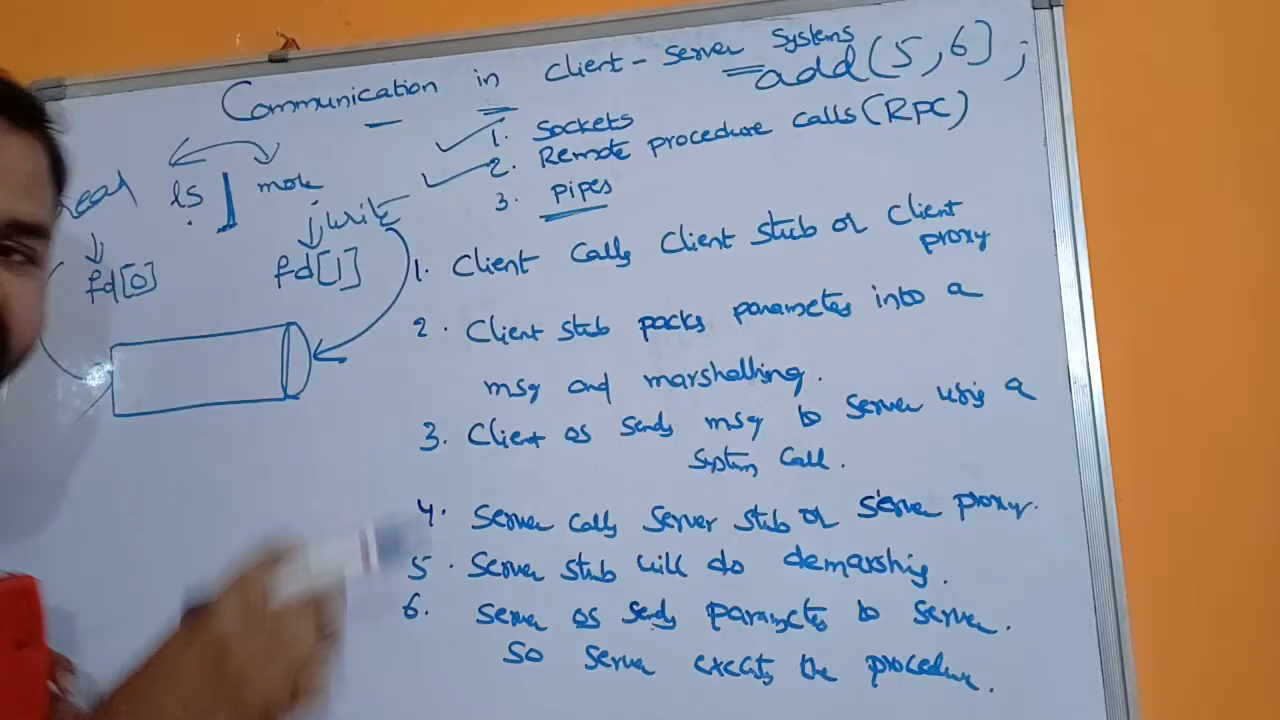 Communication in client-Server Systems
add(5,6);
1. Sockets
2. Remote procedure calls (RPC)
3. pipes
read
ls | more
write
fd[0]
fd[1]
1. Client calls Client stub or Client proxy
2. Client stub packs parameters into a
msg and marshalling.
3. Client os sends msg to server using a
system call.
4. Server calls Server stub or server proxy.
5. Server stub will do demarshing.
6. Server os sends parameters to server.
So server executs the procedure.